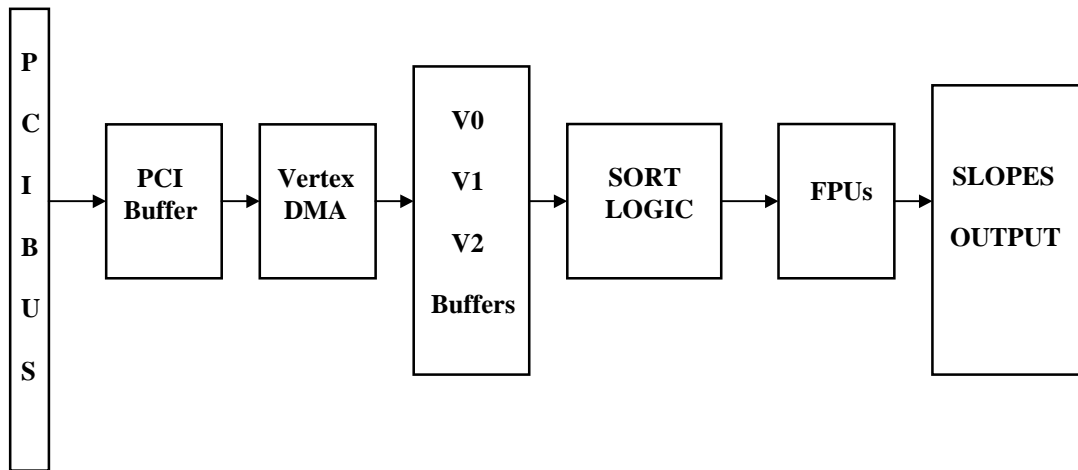 P
C
I
B
U
S
PCI
Buffer
Vertex
DMA
V0
V1
V2
Buffers
SORT
LOGIC
FPUs
SLOPES
OUTPUT